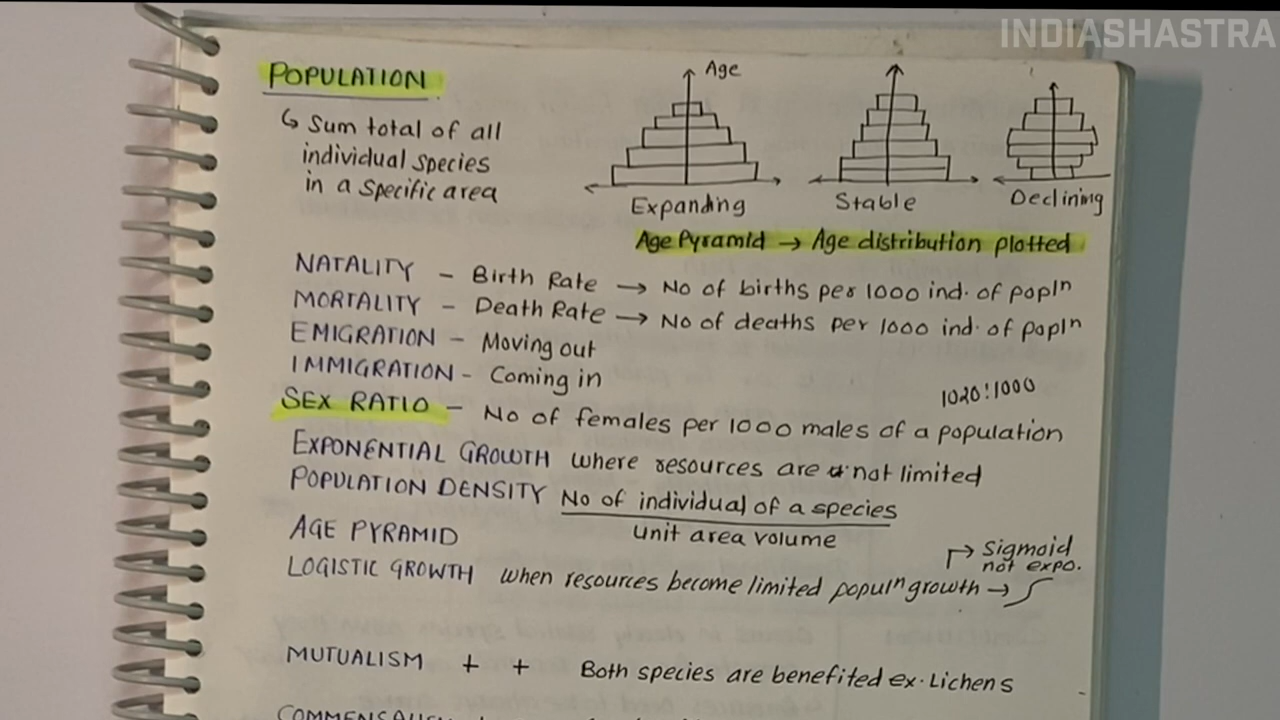 INDIASHASTRA
POPULATION
↳ Sum total of all
individual species
in a specific area
Age
Expanding
Stable
Declining
Age Pyramid → Age distribution plotted
NATALITY - Birth Rate → No of births per 1000 ind. of popln
MORTALITY - Death Rate → No of deaths per 1000 ind. of popln
EMIGRATION - Moving out
IMMIGRATION - Coming in
1020:1000
SEX RATIO - No of females per 1000 males of a population
EXPONENTIAL GROWTH where resources are not limited
POPULATION DENSITY No of individual of a species
unit area volume
AGE PYRAMID
↱ Sigmoid
not expo.
LOGISTIC GROWTH when resources become limited populn growth →
MUTUALISM + + Both species are benefited ex. Lichens